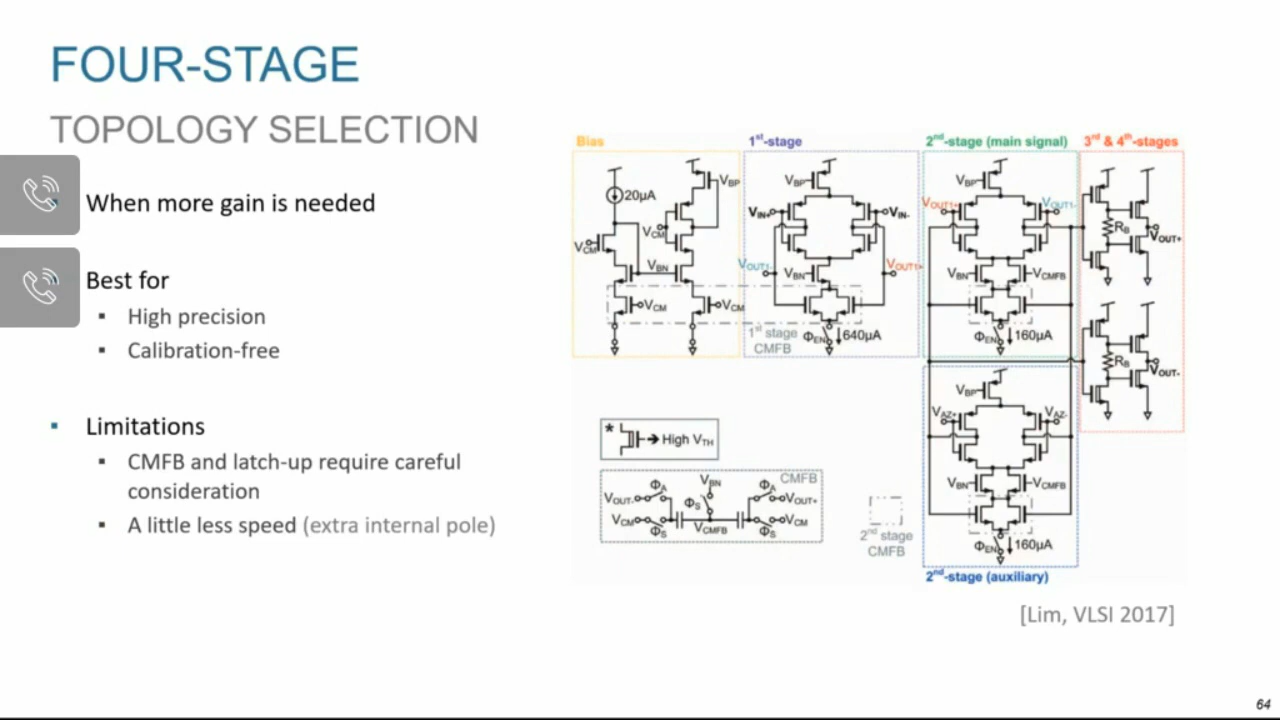 FOUR-STAGE
TOPOLOGY SELECTION
When more gain is needed
Best for
▪ High precision
▪ Calibration-free
▪ Limitations
▪ CMFB and latch-up require careful
consideration
▪ A little less speed (extra internal pole)
Bias
1st-stage
2nd-stage (main signal)
3rd & 4th-stages
20µA
VBP
VCM
VCM
VBN
VCM
VCM
VBP
VIN+
VIN-
VOUT1-
VOUT1+
VBN
1st stage
CMFB
ΦEN
640µA
VBP
VOUT1+
VOUT1-
VBN
VCMFB
ΦEN
160µA
RB
VOUT+
RB
VOUT-
VBP
VAZ+
VAZ-
VBN
VCMFB
ΦEN
160µA
2nd-stage (auxiliary)
* High VTH
CMFB
VOUT-
ΦA
VBN
ΦA
VOUT+
ΦS
VCM
ΦS
VCMFB
ΦS
VCM
2nd stage
CMFB
[Lim, VLSI 2017]
64